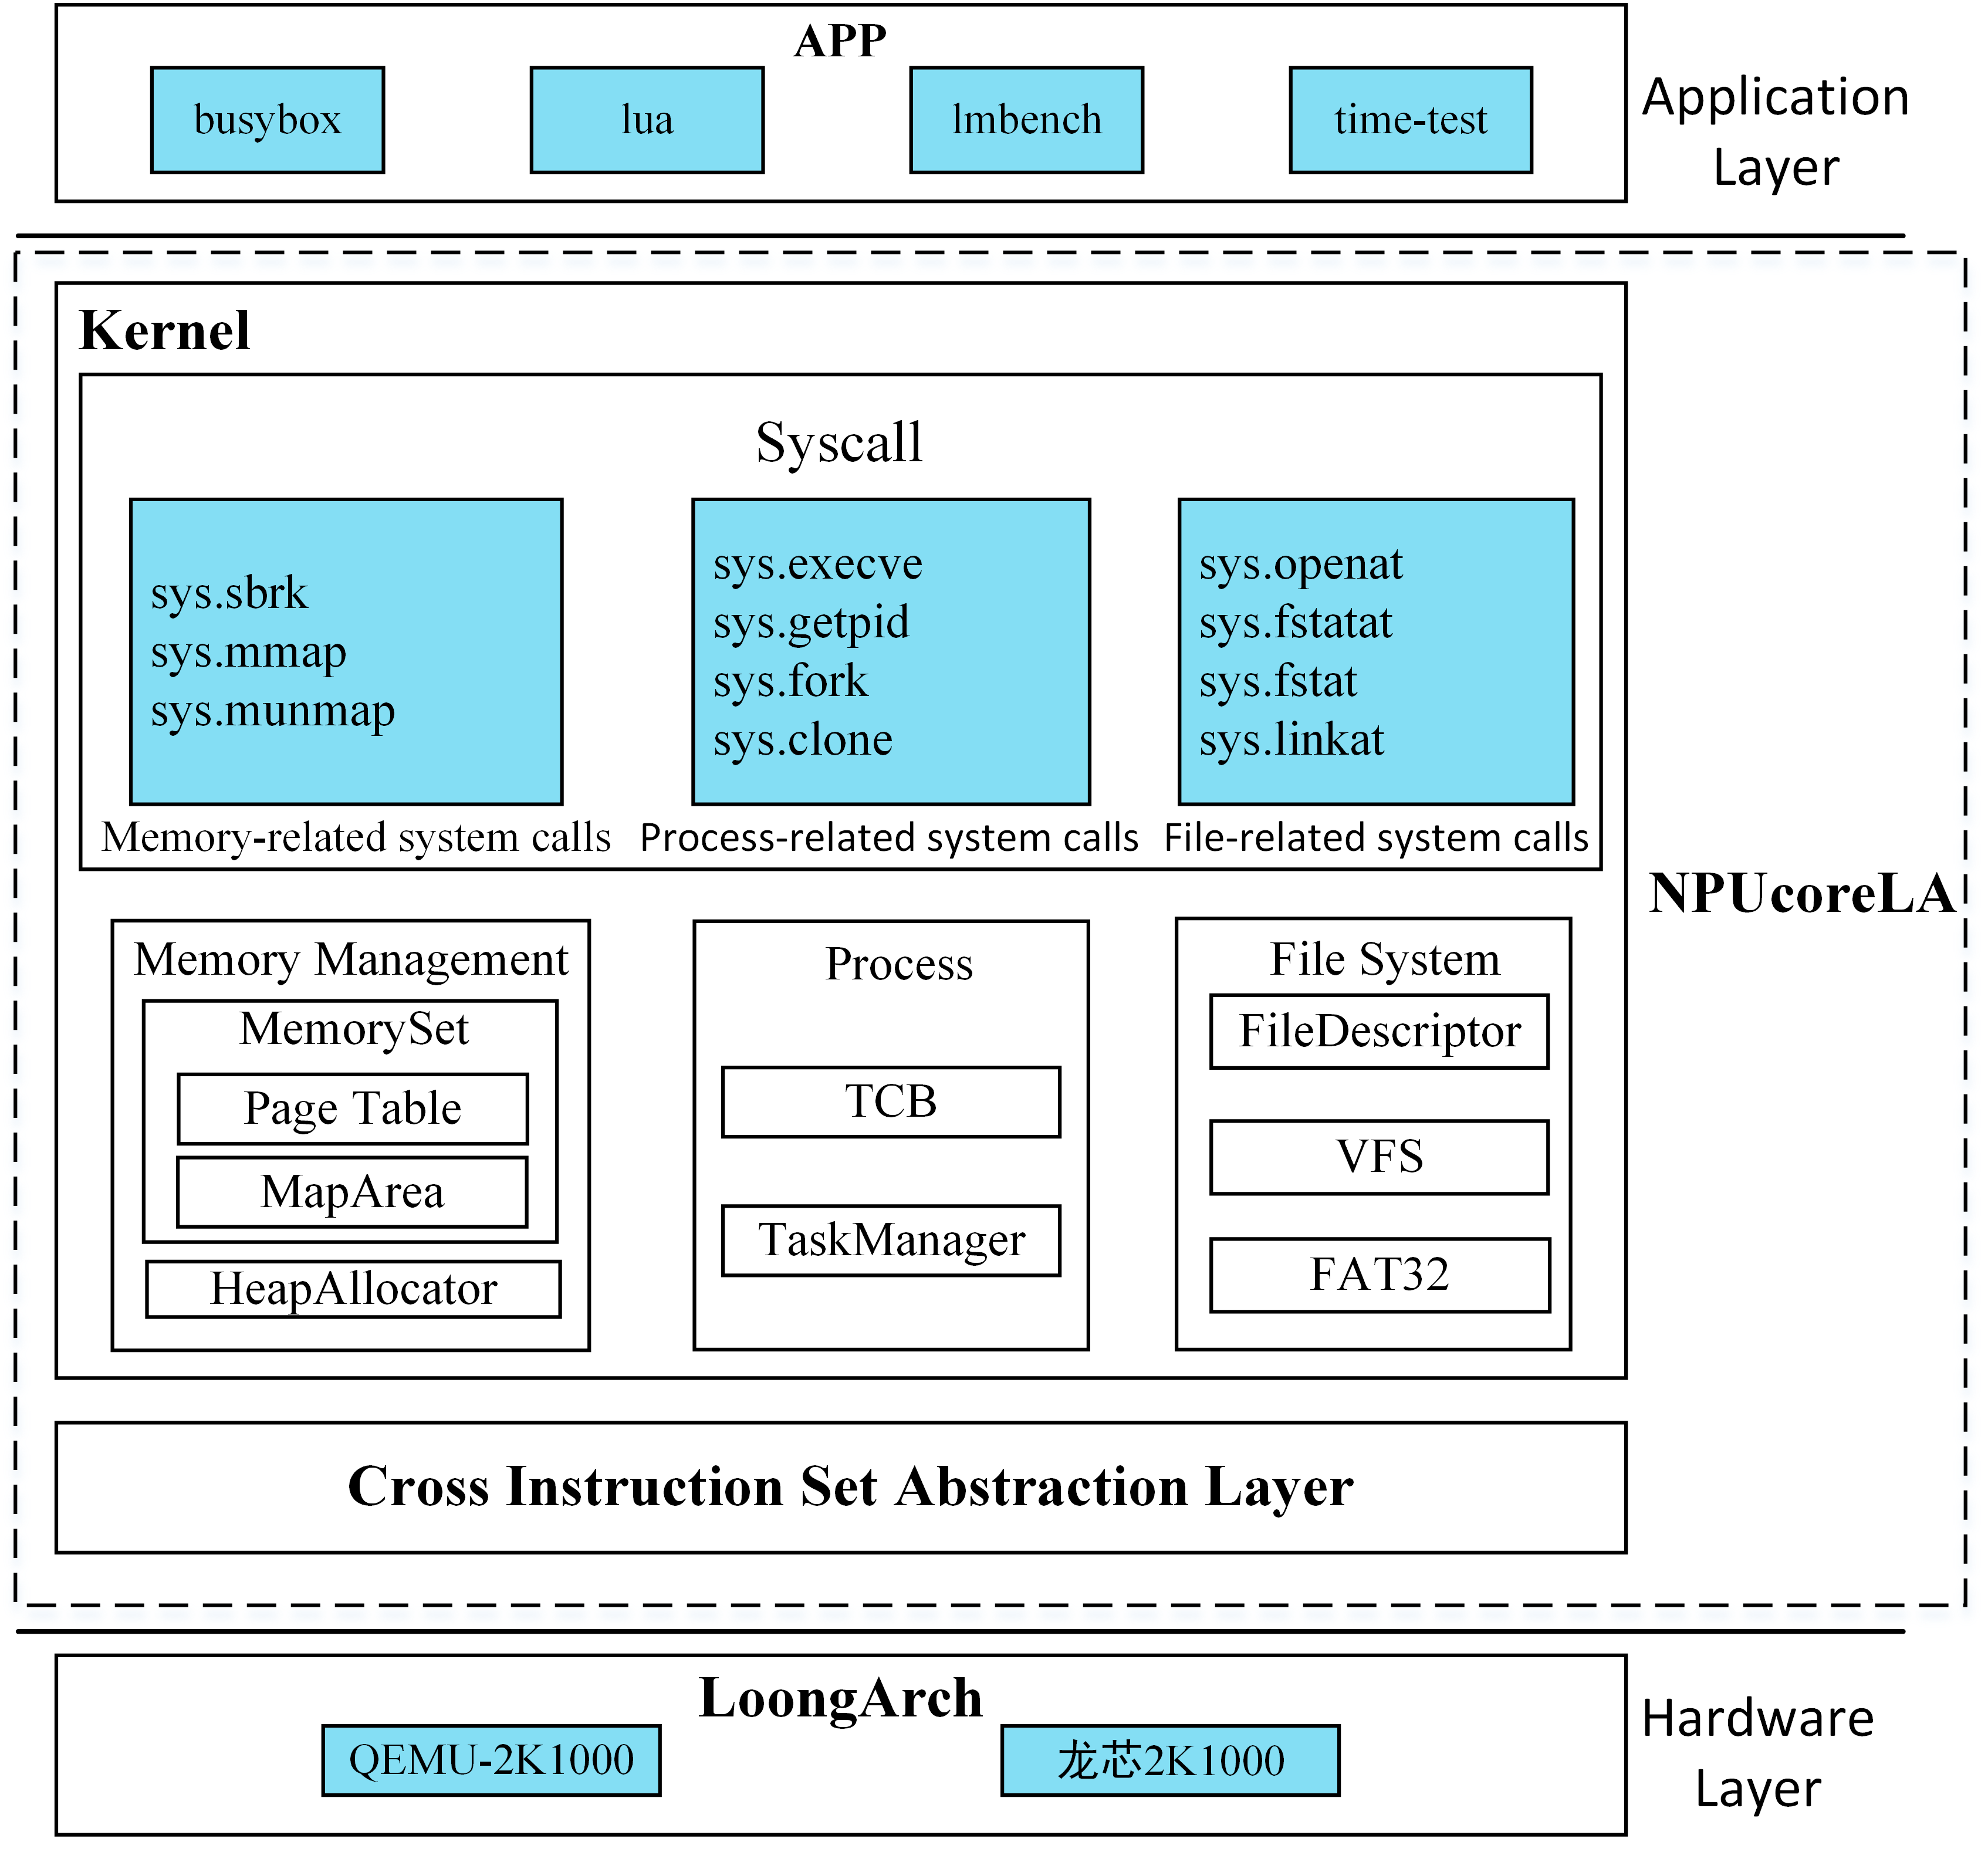 APP
busybox
lua
lmbench
time-test
Application
Layer
Kernel
Syscall
sys.sbrk
sys.mmap
sys.munmap
Memory-related system calls
sys.execve
sys.getpid
sys.fork
sys.clone
Process-related system calls
sys.openat
sys.fstatat
sys.fstat
sys.linkat
File-related system calls
NPUcoreLA
Memory Management
MemorySet
Page Table
MapArea
HeapAllocator
Process
TCB
TaskManager
File System
FileDescriptor
VFS
FAT32
Cross Instruction Set Abstraction Layer
LoongArch
QEMU-2K1000
龙芯2K1000
Hardware
Layer